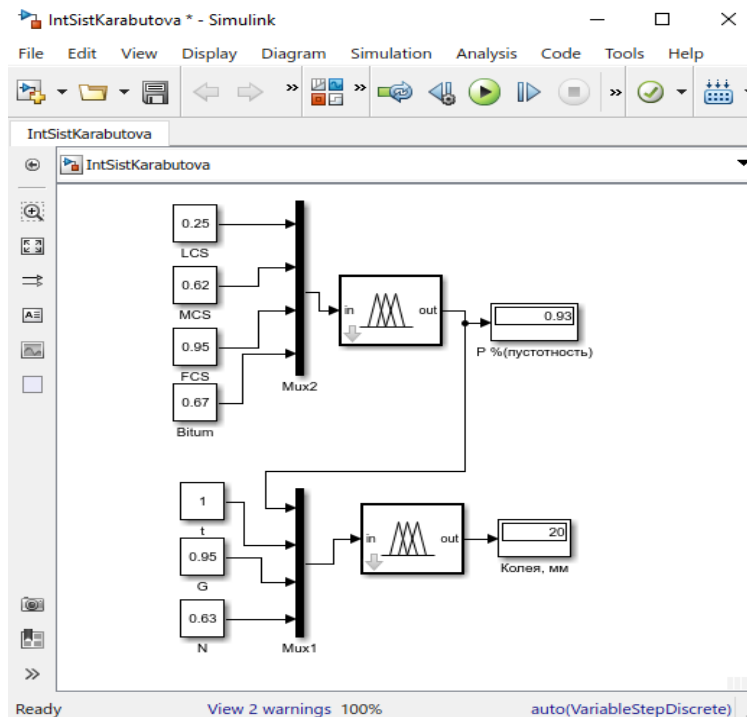 IntSistKarabutova * - Simulink
File Edit View Display Diagram Simulation Analysis Code Tools Help
IntSistKarabutova
IntSistKarabutova
0.25
LCS
0.62
MCS
0.95
FCS
0.67
Bitum
Mux2
in out
0.93
P %(пустотность)
1
t
0.95
G
0.63
N
Mux1
in out
20
Колея, мм
Ready View 2 warnings 100% auto(VariableStepDiscrete)